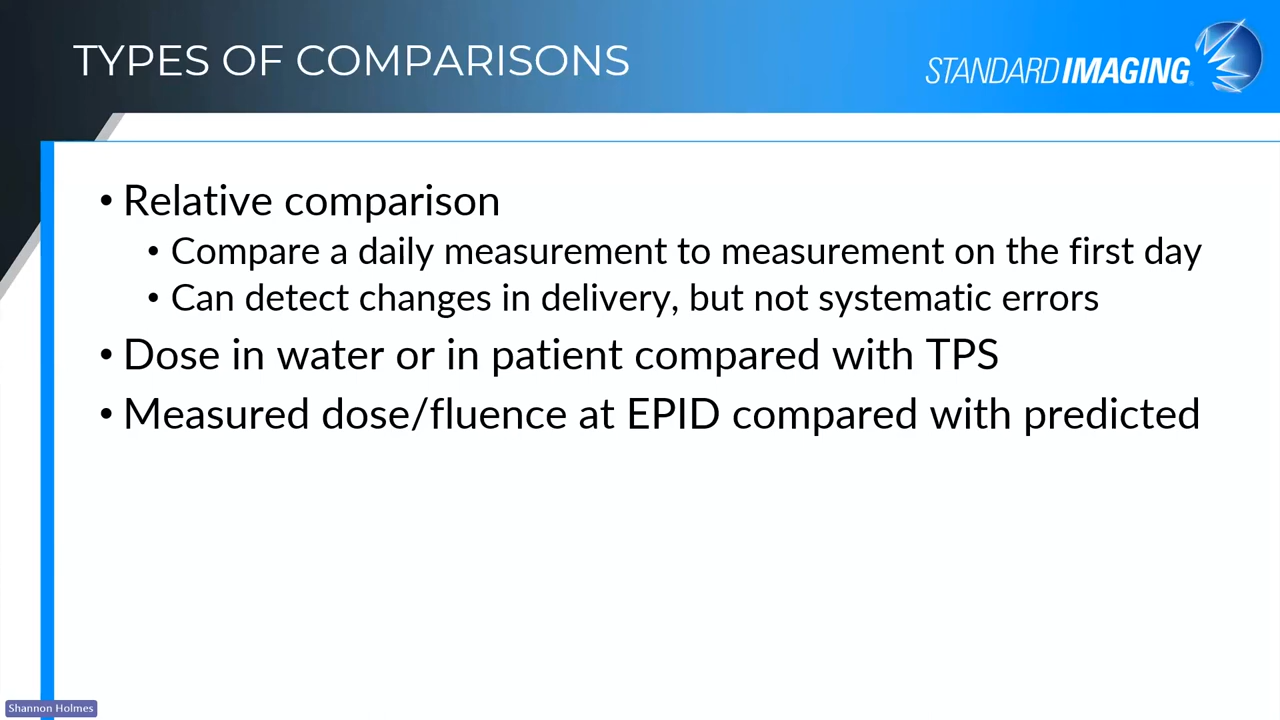 TYPES OF COMPARISONS
STANDARD IMAGING
• Relative comparison
• Compare a daily measurement to measurement on the first day
• Can detect changes in delivery, but not systematic errors
• Dose in water or in patient compared with TPS
• Measured dose/fluence at EPID compared with predicted
Shannon Holmes